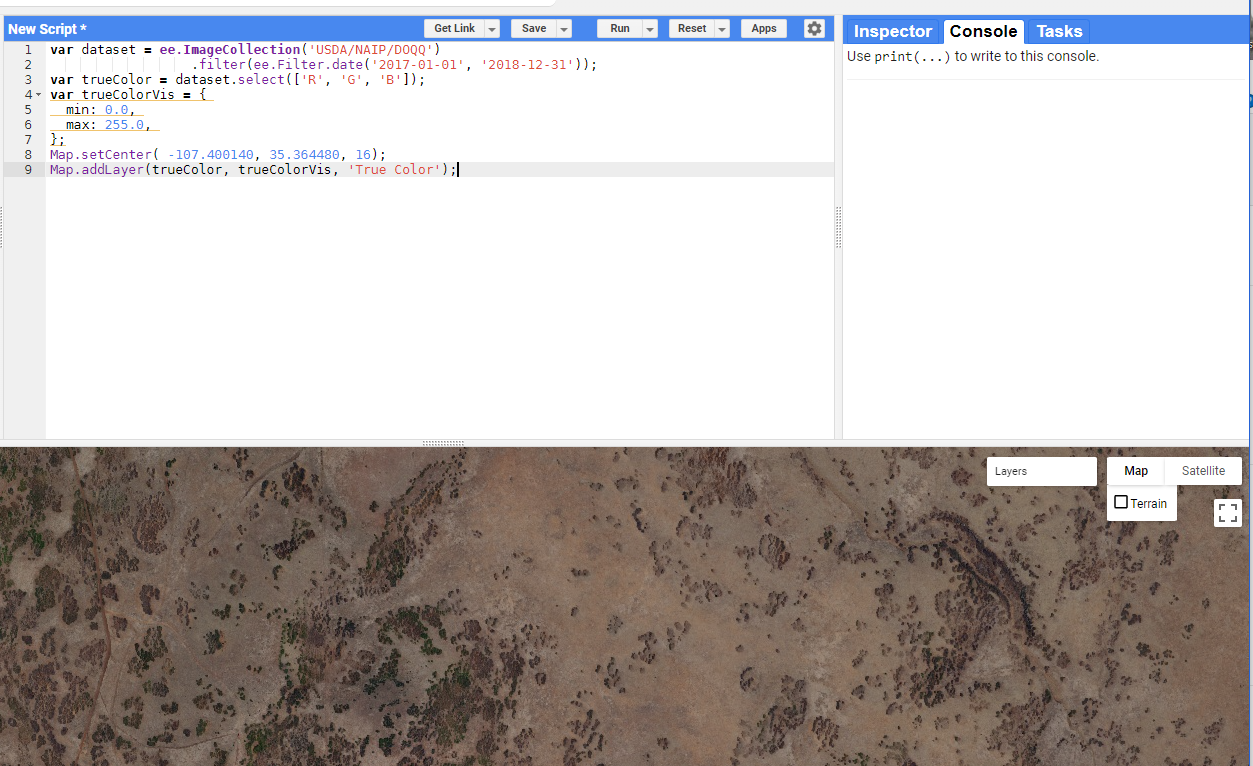 New Script *
Get Link Save Run Reset Apps
Inspector Console Tasks
1 var dataset = ee.ImageCollection('USDA/NAIP/DOQQ')
2 .filter(ee.Filter.date('2017-01-01', '2018-12-31'));
3 var trueColor = dataset.select(['R', 'G', 'B']);
4 var trueColorVis = {
5 min: 0.0,
6 max: 255.0,
7 };
8 Map.setCenter( -107.400140, 35.364480, 16);
9 Map.addLayer(trueColor, trueColorVis, 'True Color');
Use print(...) to write to this console.
Layers
Map Satellite
Terrain